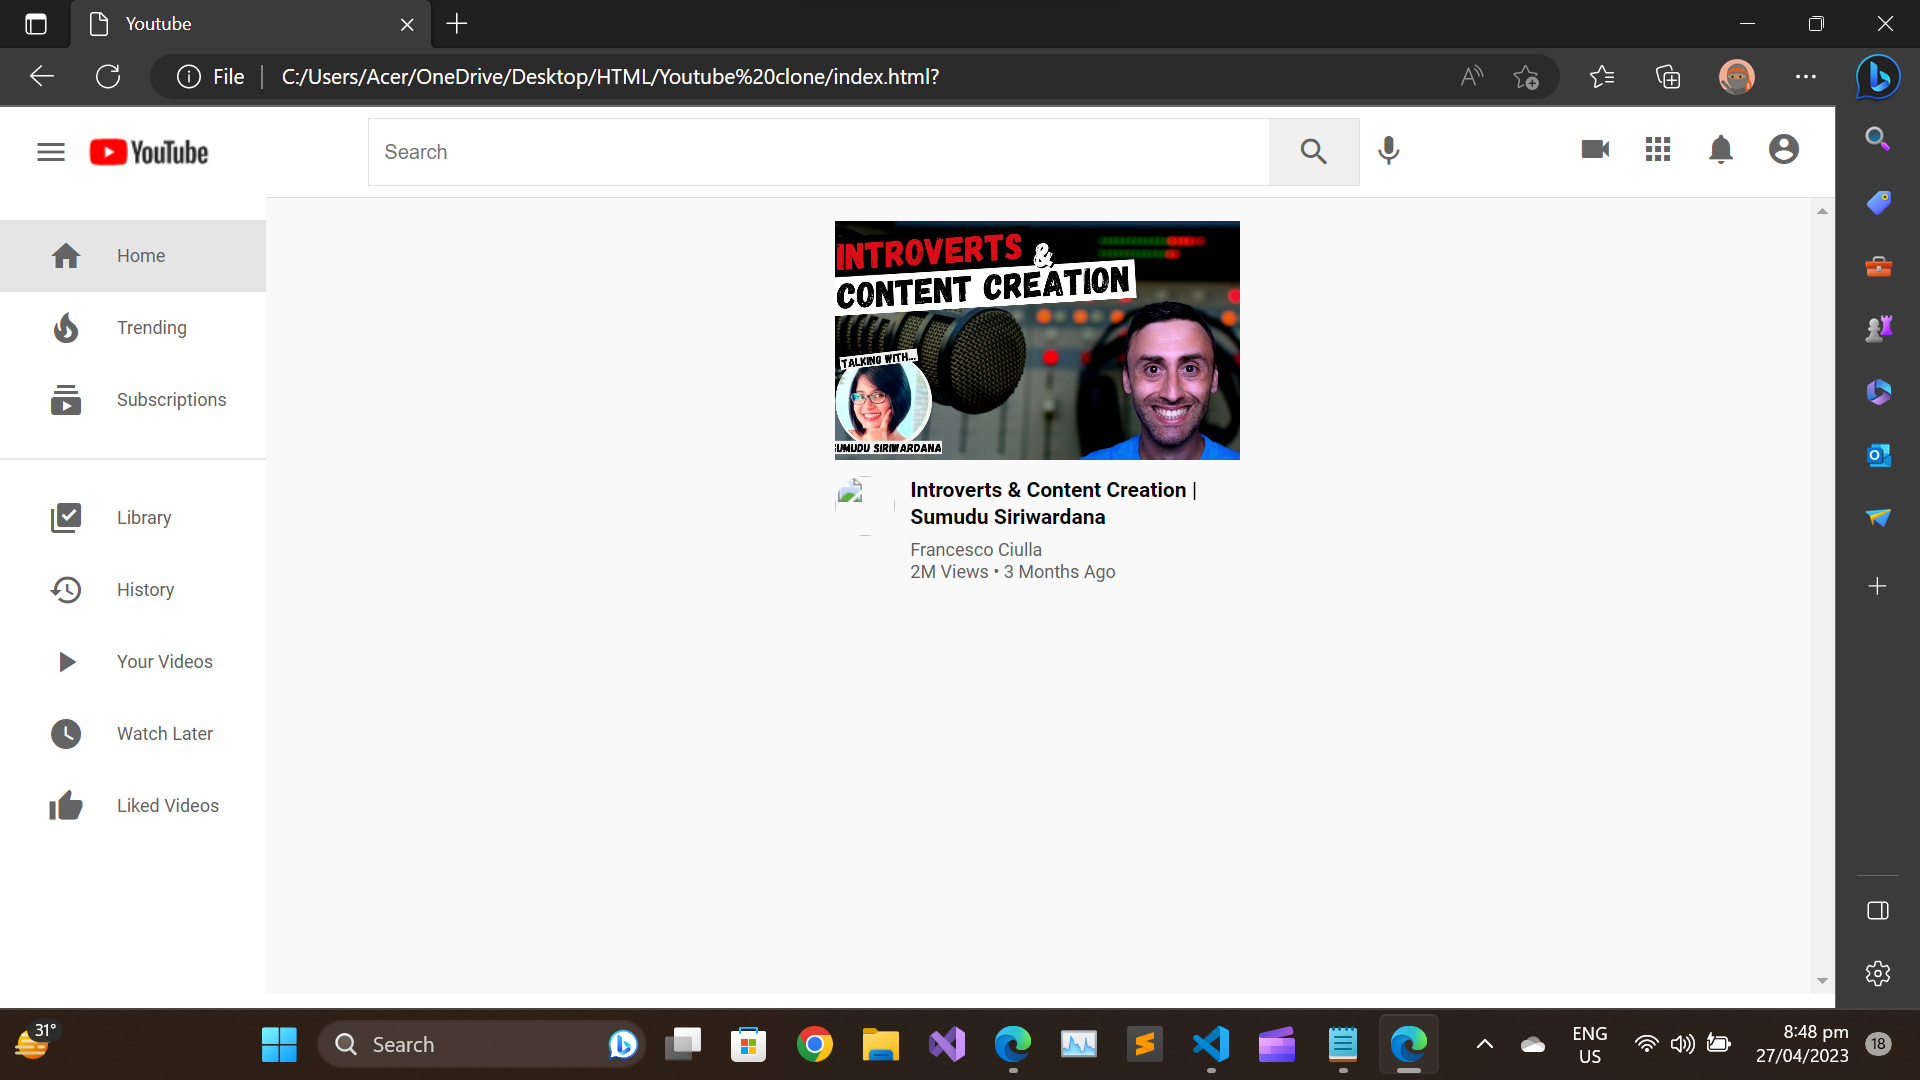 Youtube
File
C:/Users/Acer/OneDrive/Desktop/HTML/Youtube%20clone/index.html?
YouTube
Search
Home
Trending
Subscriptions
Library
History
Your Videos
Watch Later
Liked Videos
INTROVERTS &
CONTENT CREATION
TALKING WITH...
SUMUDU SIRIWARDANA
Introverts & Content Creation |
Sumudu Siriwardana
Francesco Ciulla
2M Views • 3 Months Ago
31°
Search
ENG
US
8:48 pm
27/04/2023
18